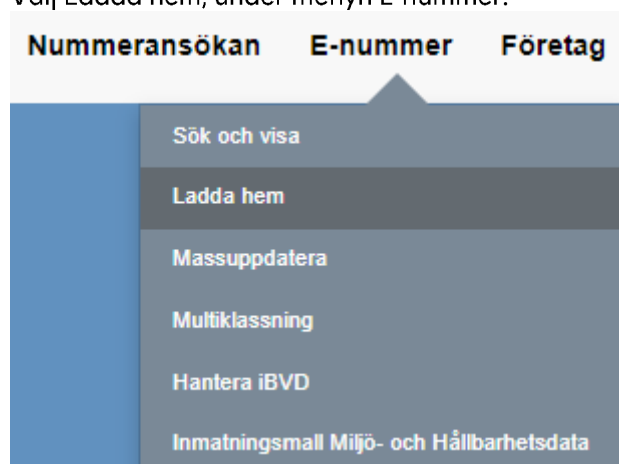 Välj Ladda hem, under menyn E-nummer.
Nummeransökan E-nummer Företag
Sök och visa
Ladda hem
Massuppdatera
Multiklassning
Hantera iBVD
Inmatningsmall Miljö- och Hållbarhetsdata